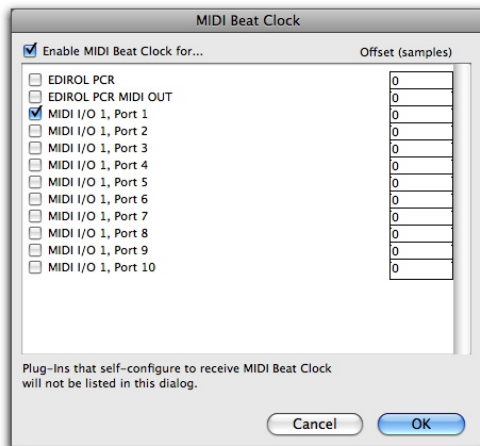 MIDI Beat Clock
Enable MIDI Beat Clock for... Offset (samples)
EDIROL PCR 0
EDIROL PCR MIDI OUT 0
MIDI I/O 1, Port 1 0
MIDI I/O 1, Port 2 0
MIDI I/O 1, Port 3 0
MIDI I/O 1, Port 4 0
MIDI I/O 1, Port 5 0
MIDI I/O 1, Port 6 0
MIDI I/O 1, Port 7 0
MIDI I/O 1, Port 8 0
MIDI I/O 1, Port 9 0
MIDI I/O 1, Port 10 0
Plug-Ins that self-configure to receive MIDI Beat Clock
will not be listed in this dialog.
Cancel OK